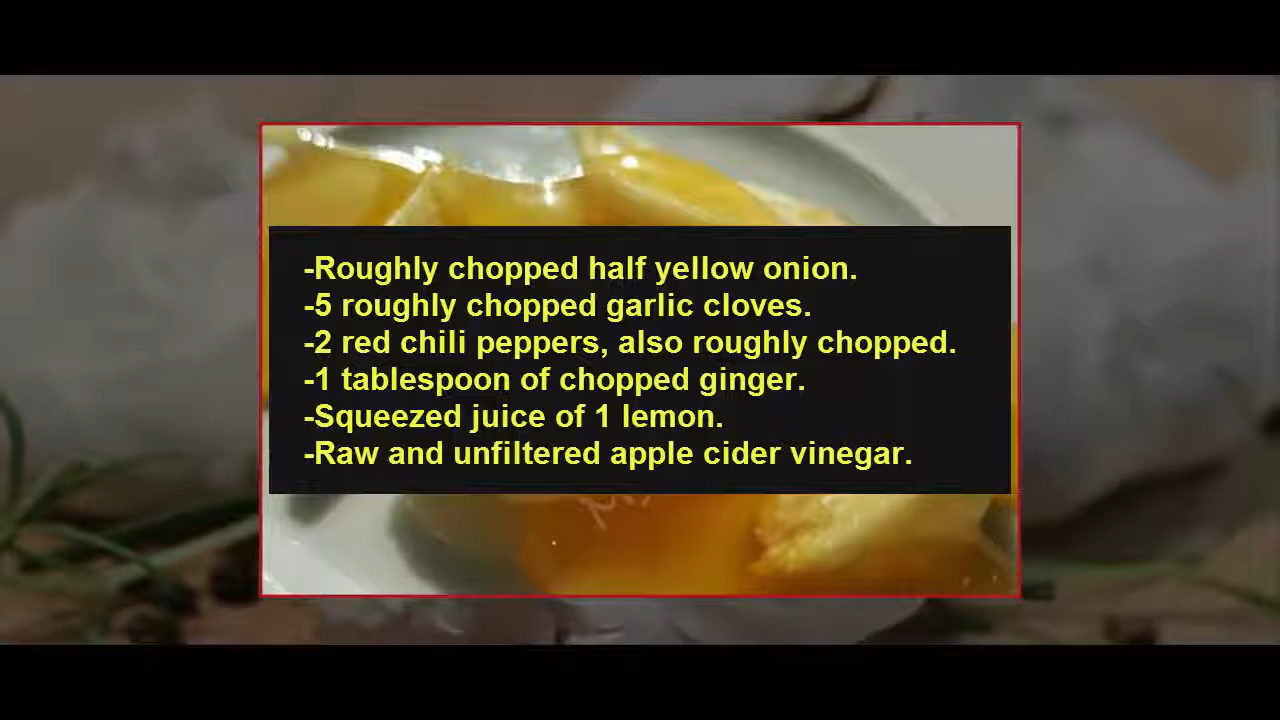 -Roughly chopped half yellow onion.
-5 roughly chopped garlic cloves.
-2 red chili peppers, also roughly chopped.
-1 tablespoon of chopped ginger.
-Squeezed juice of 1 lemon.
-Raw and unfiltered apple cider vinegar.